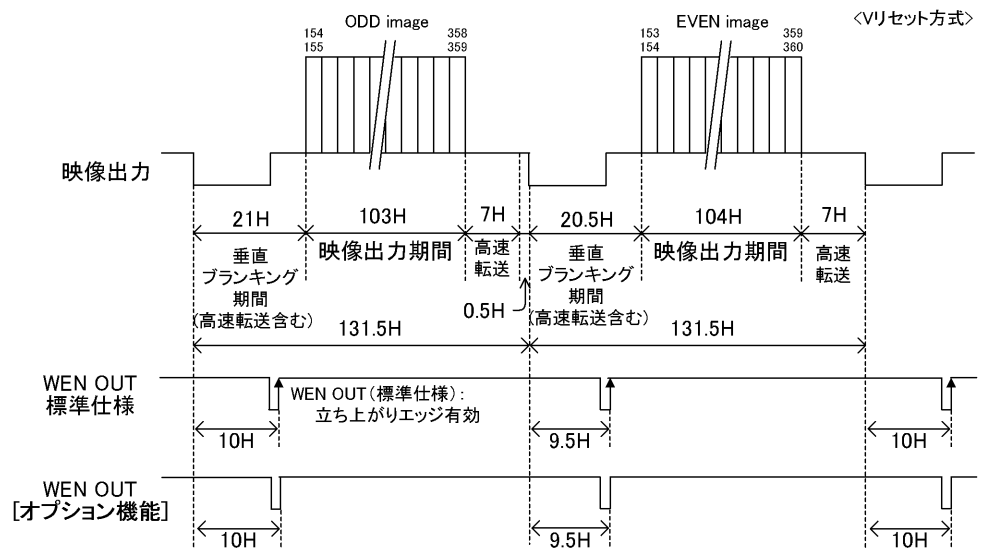 ODD image
EVEN image
〈Vリセット方式〉
154
155
358
359
153
154
359
360
映像出力
21H
103H
7H
20.5H
104H
7H
垂直
ブランキング
期間
(高速転送含む)
映像出力期間
高速
転送
0.5H
垂直
ブランキング
期間
(高速転送含む)
映像出力期間
高速
転送
131.5H
131.5H
WEN OUT
標準仕様
WEN OUT(標準仕様):
立ち上がりエッジ有効
10H
9.5H
10H
WEN OUT
[オプション機能]
10H
9.5H
10H